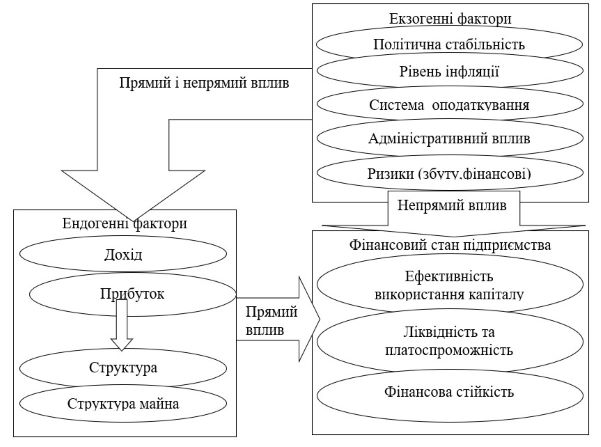 Екзогенні фактори
Політична стабільність
Рівень інфляції
Система оподаткування
Адміністративний вплив
Ризики (збуту,фінансові)
Прямий і непрямий вплив
Непрямий вплив
Ендогенні фактори
Дохід
Прибуток
Структура
Структура майна
Прямий
вплив
Фінансовий стан підприємства
Ефективність
використання капіталу
Ліквідність та
платоспроможність
Фінансова стійкість